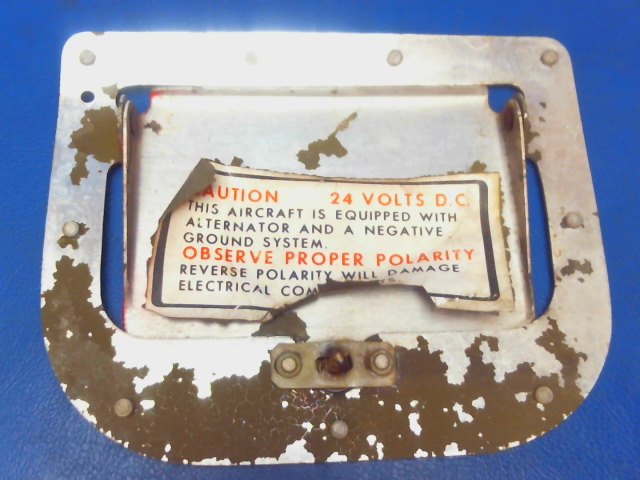 AUTION 24 VOLTS D.C.
THIS AIRCRAFT IS EQUIPPED WITH
ALTERNATOR AND A NEGATIVE
GROUND SYSTEM.
OBSERVE PROPER POLARITY
REVERSE POLARITY WILL DAMAGE
ELECTRICAL COM